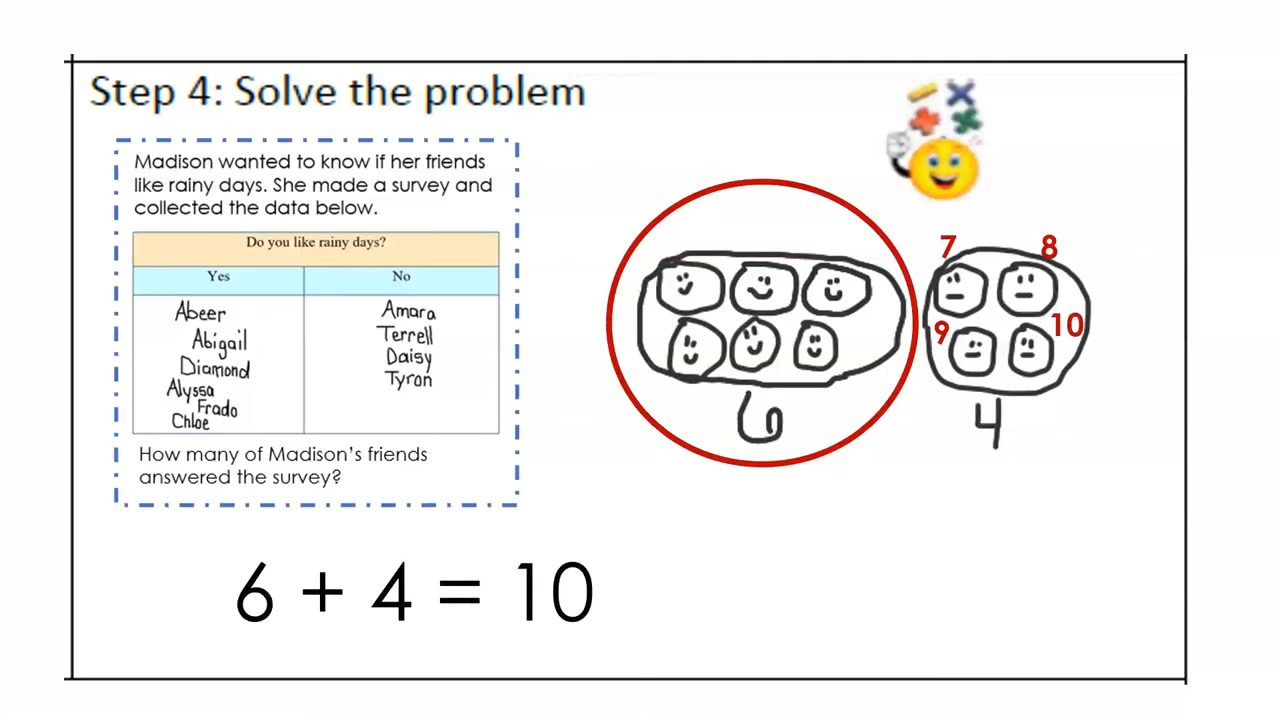 Step 4: Solve the problem
Madison wanted to know if her friends
like rainy days. She made a survey and
collected the data below.
Do you like rainy days?
Yes No
Abeer Amara
Abigail Terrell
Diamond Daisy
Alyssa Tyron
Frado
Chloe
How many of Madison's friends
answered the survey?
7 8
9 10
6 4
6 + 4 = 10